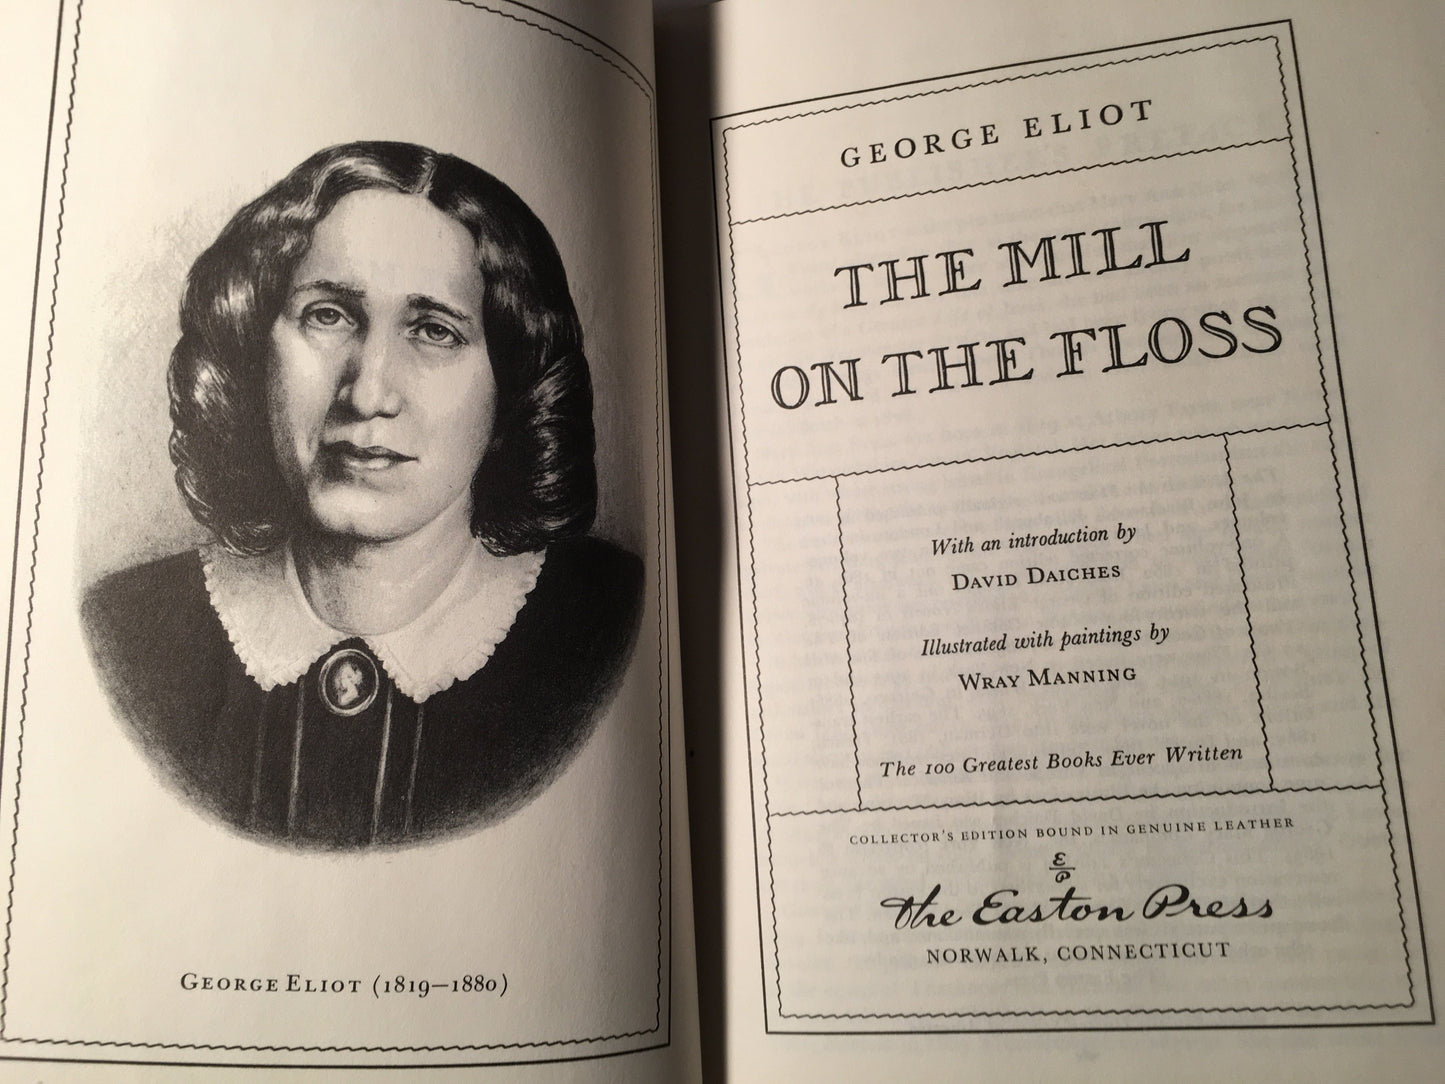 GEORGE ELIOT (1819–1880)
GEORGE ELIOT
THE MILL
ON THE FLOSS
With an introduction by
DAVID DAICHES
Illustrated with paintings by
WRAY MANNING
The 100 Greatest Books Ever Written
COLLECTOR'S EDITION BOUND IN GENUINE LEATHER
E
P
The Easton Press
NORWALK, CONNECTICUT